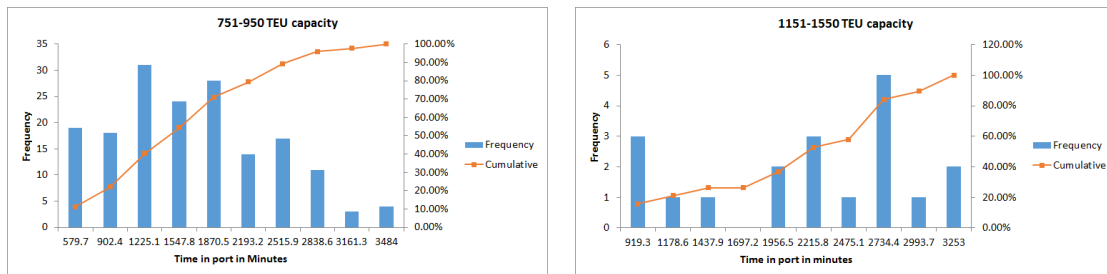 751-950 TEU capacity
Frequency
35
30
25
20
15
10
5
0
100.00%
90.00%
80.00%
70.00%
60.00%
50.00%
40.00%
30.00%
20.00%
10.00%
0.00%
579.7 902.4 1225.1 1547.8 1870.5 2193.2 2515.9 2838.6 3161.3 3484
Time in port in Minutes
Frequency
Cumulative
1151-1550 TEU capacity
Frequency
6
5
4
3
2
1
0
120.00%
100.00%
80.00%
60.00%
40.00%
20.00%
0.00%
919.3 1178.6 1437.9 1697.2 1956.5 2215.8 2475.1 2734.4 2993.7 3253
Time in port in minutes
Frequency
Cumulative